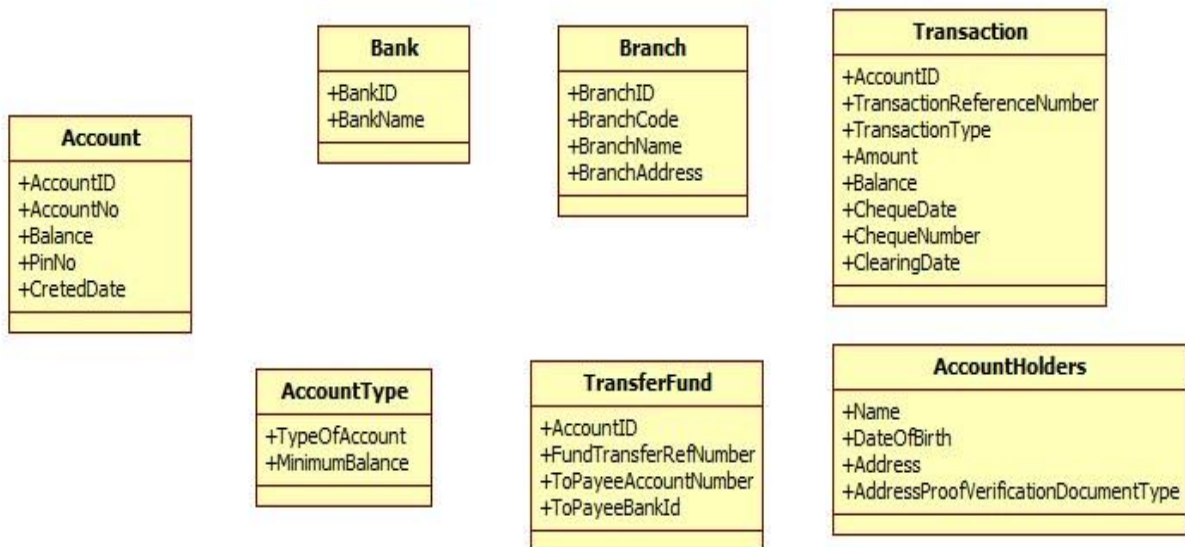 Account
+AccountID
+AccountNo
+Balance
+PinNo
+CretedDate
Bank
+BankID
+BankName
Branch
+BranchID
+BranchCode
+BranchName
+BranchAddress
Transaction
+AccountID
+TransactionReferenceNumber
+TransactionType
+Amount
+Balance
+ChequeDate
+ChequeNumber
+ClearingDate
AccountType
+TypeOfAccount
+MinimumBalance
TransferFund
+AccountID
+FundTransferRefNumber
+ToPayeeAccountNumber
+ToPayeeBankId
AccountHolders
+Name
+DateOfBirth
+Address
+AddressProofVerificationDocumentType